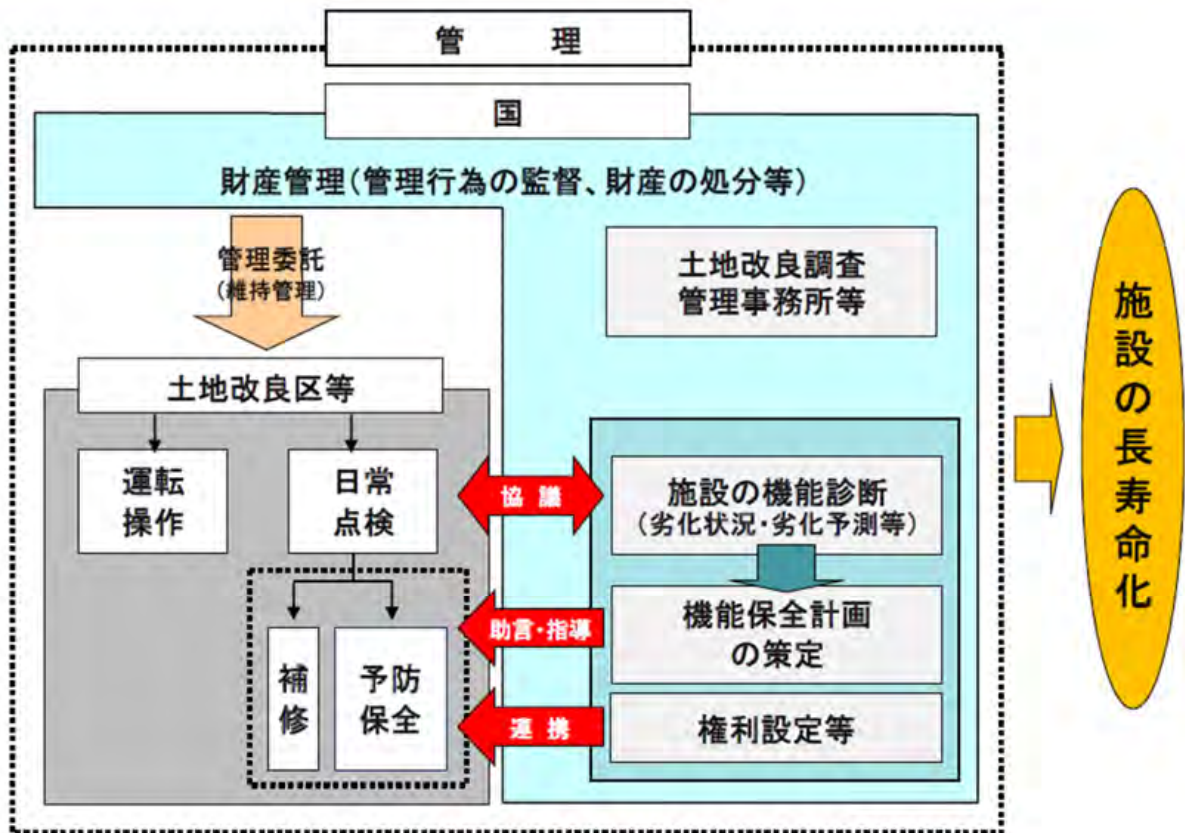 管　理
国
財産管理(管理行為の監督、財産の処分等)
管理委託
(維持管理)
土地改良調査
管理事務所等
土地改良区等
運転
操作
日常
点検
協議
施設の機能診断
(劣化状況・劣化予測等)
補修
予防
保全
助言・指導
機能保全計画
の策定
連携
権利設定等
施設の長寿命化